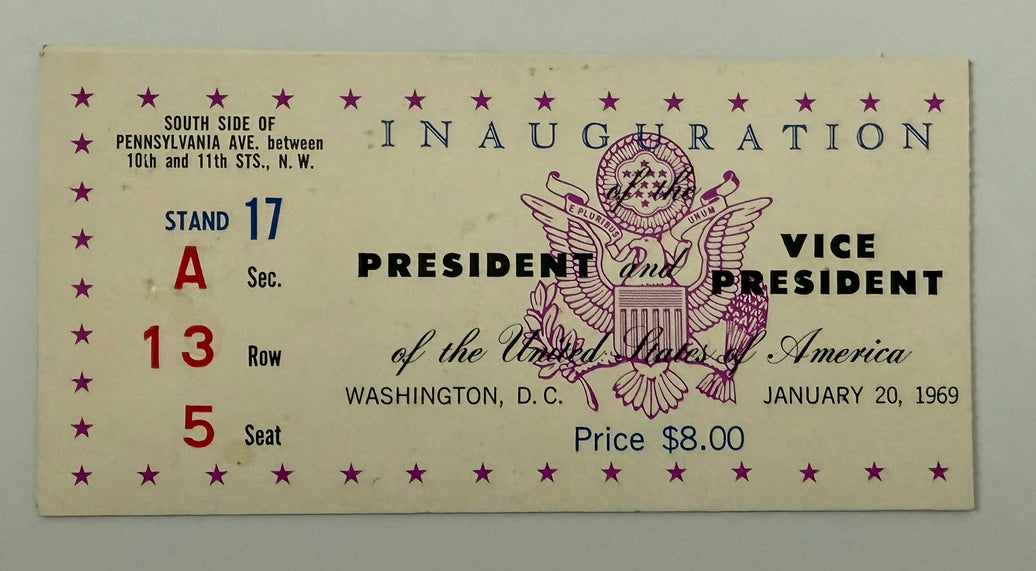 SOUTH SIDE OF
PENNSYLVANIA AVE. between
10th and 11th STS., N. W.
STAND 17
A Sec.
13 Row
5 Seat
INAUGURATION
of the
E PLURIBUS UNUM
PRESIDENT and VICE PRESIDENT
of the United States of America
WASHINGTON, D. C. JANUARY 20, 1969
Price $8.00